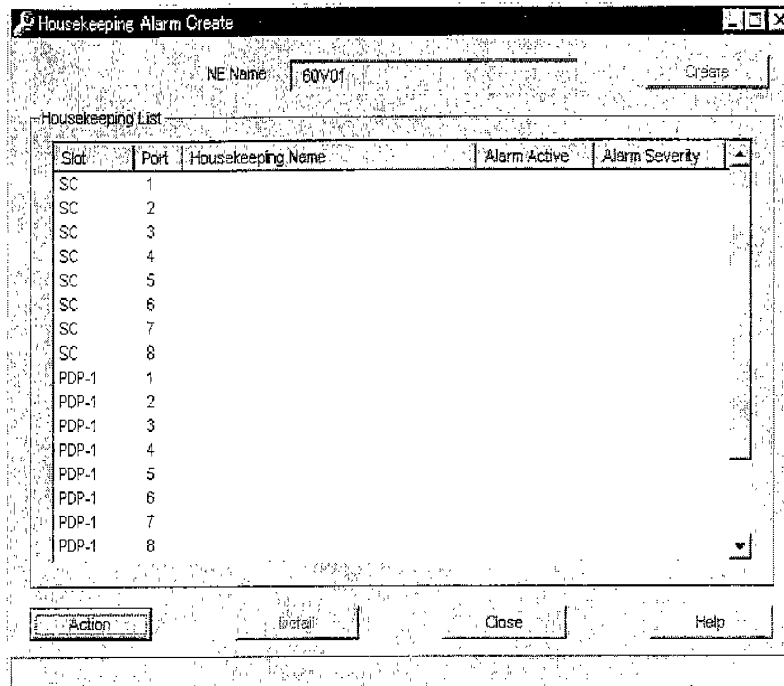 Housekeeping Alarm Create
NE Name 60V01 Create
Housekeeping List
Slot Port Housekeeping Name Alarm Active Alarm Severity
SC 1
SC 2
SC 3
SC 4
SC 5
SC 6
SC 7
SC 8
PDP-1 1
PDP-1 2
PDP-1 3
PDP-1 4
PDP-1 5
PDP-1 6
PDP-1 7
PDP-1 8
Action Detail Close Help